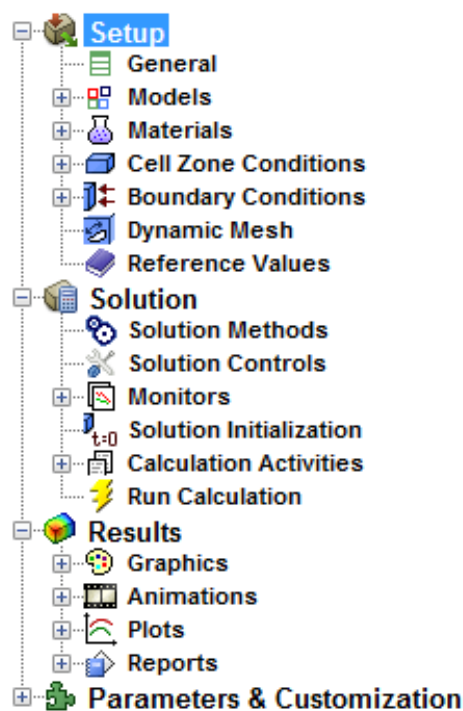 Setup
General
Models
Materials
Cell Zone Conditions
Boundary Conditions
Dynamic Mesh
Reference Values
Solution
Solution Methods
Solution Controls
Monitors
t=0 Solution Initialization
Calculation Activities
Run Calculation
Results
Graphics
Animations
Plots
Reports
Parameters & Customization